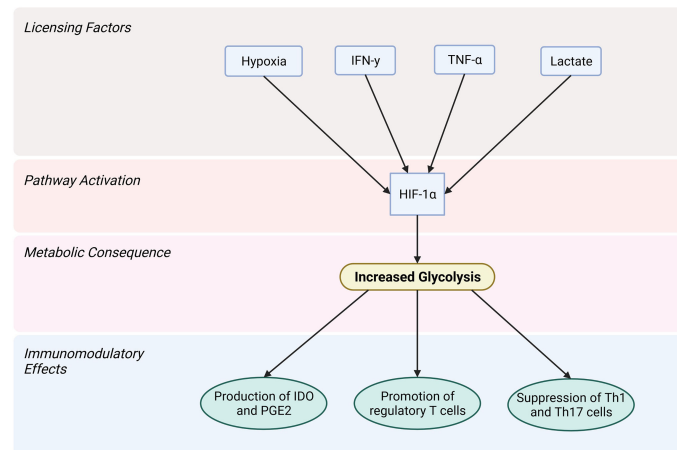 Licensing Factors
Hypoxia
IFN-y
TNF-α
Lactate
Pathway Activation
HIF-1α
Metabolic Consequence
Increased Glycolysis
Immunomodulatory
Effects
Production of IDO
and PGE2
Promotion of
regulatory T cells
Suppression of Th1
and Th17 cells